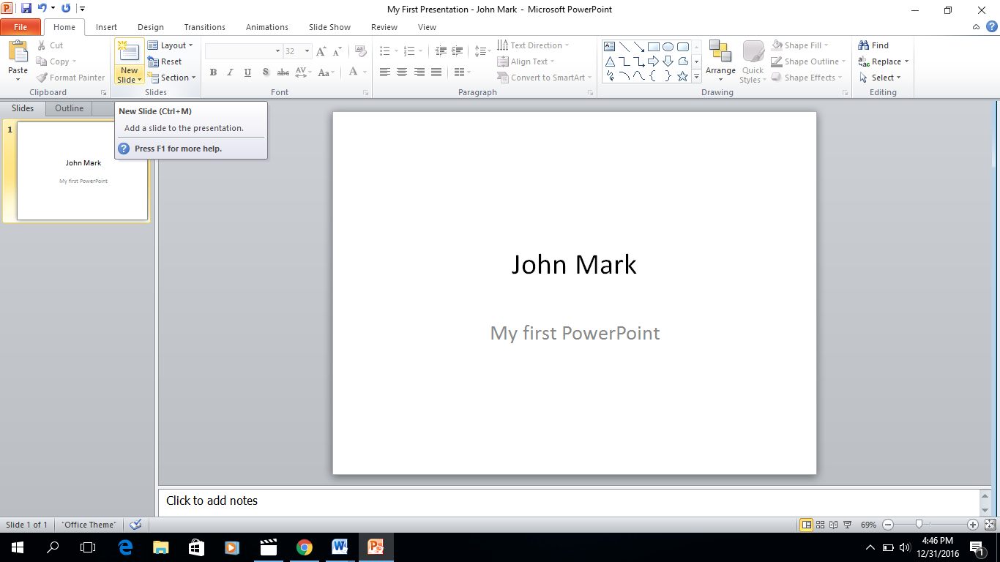 My First Presentation - John Mark - Microsoft PowerPoint
File Home Insert Design Transitions Animations Slide Show Review View
Paste
Cut
Copy
Format Painter
Clipboard
New Slide
Layout
Reset
Section
Slides
32
B I U S abc AV Aa A
Font
Text Direction
Align Text
Convert to SmartArt
Paragraph
Arrange
Quick Styles
Shape Fill
Shape Outline
Shape Effects
Drawing
Find
Replace
Select
Editing
Slides Outline
New Slide (Ctrl+M)
Add a slide to the presentation.
Press F1 for more help.
1
John Mark
My first PowerPoint
John Mark
My first PowerPoint
Click to add notes
Slide 1 of 1 "Office Theme" 69%
4:46 PM
12/31/2016
1